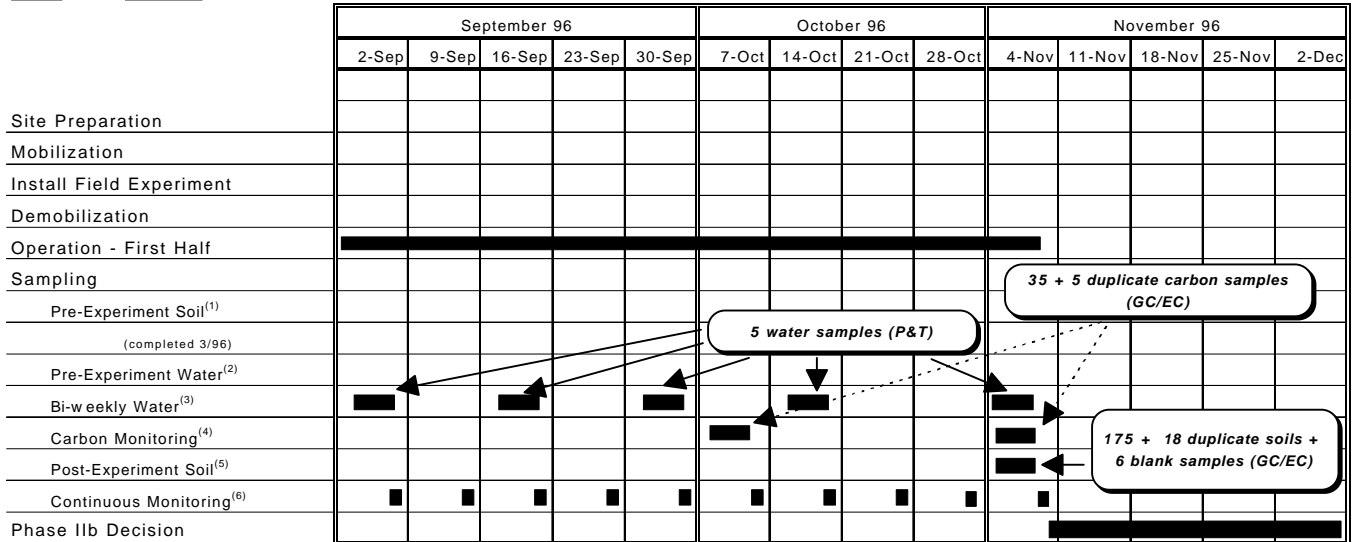 September 96 October 96 November 96
2-Sep 9-Sep 16-Sep 23-Sep 30-Sep 7-Oct 14-Oct 21-Oct 28-Oct 4-Nov 11-Nov 18-Nov 25-Nov 2-Dec
Site Preparation
Mobilization
Install Field Experiment
Demobilization
Operation - First Half
Sampling
35 + 5 duplicate carbon samples
(GC/EC)
Pre-Experiment Soil(1)
5 water samples (P&T)
(completed 3/96)
Pre-Experiment Water(2)
Bi-weekly Water(3)
Carbon Monitoring(4)
175 + 18 duplicate soils +
6 blank samples (GC/EC)
Post-Experiment Soil(5)
Continuous Monitoring(6)
Phase IIb Decision